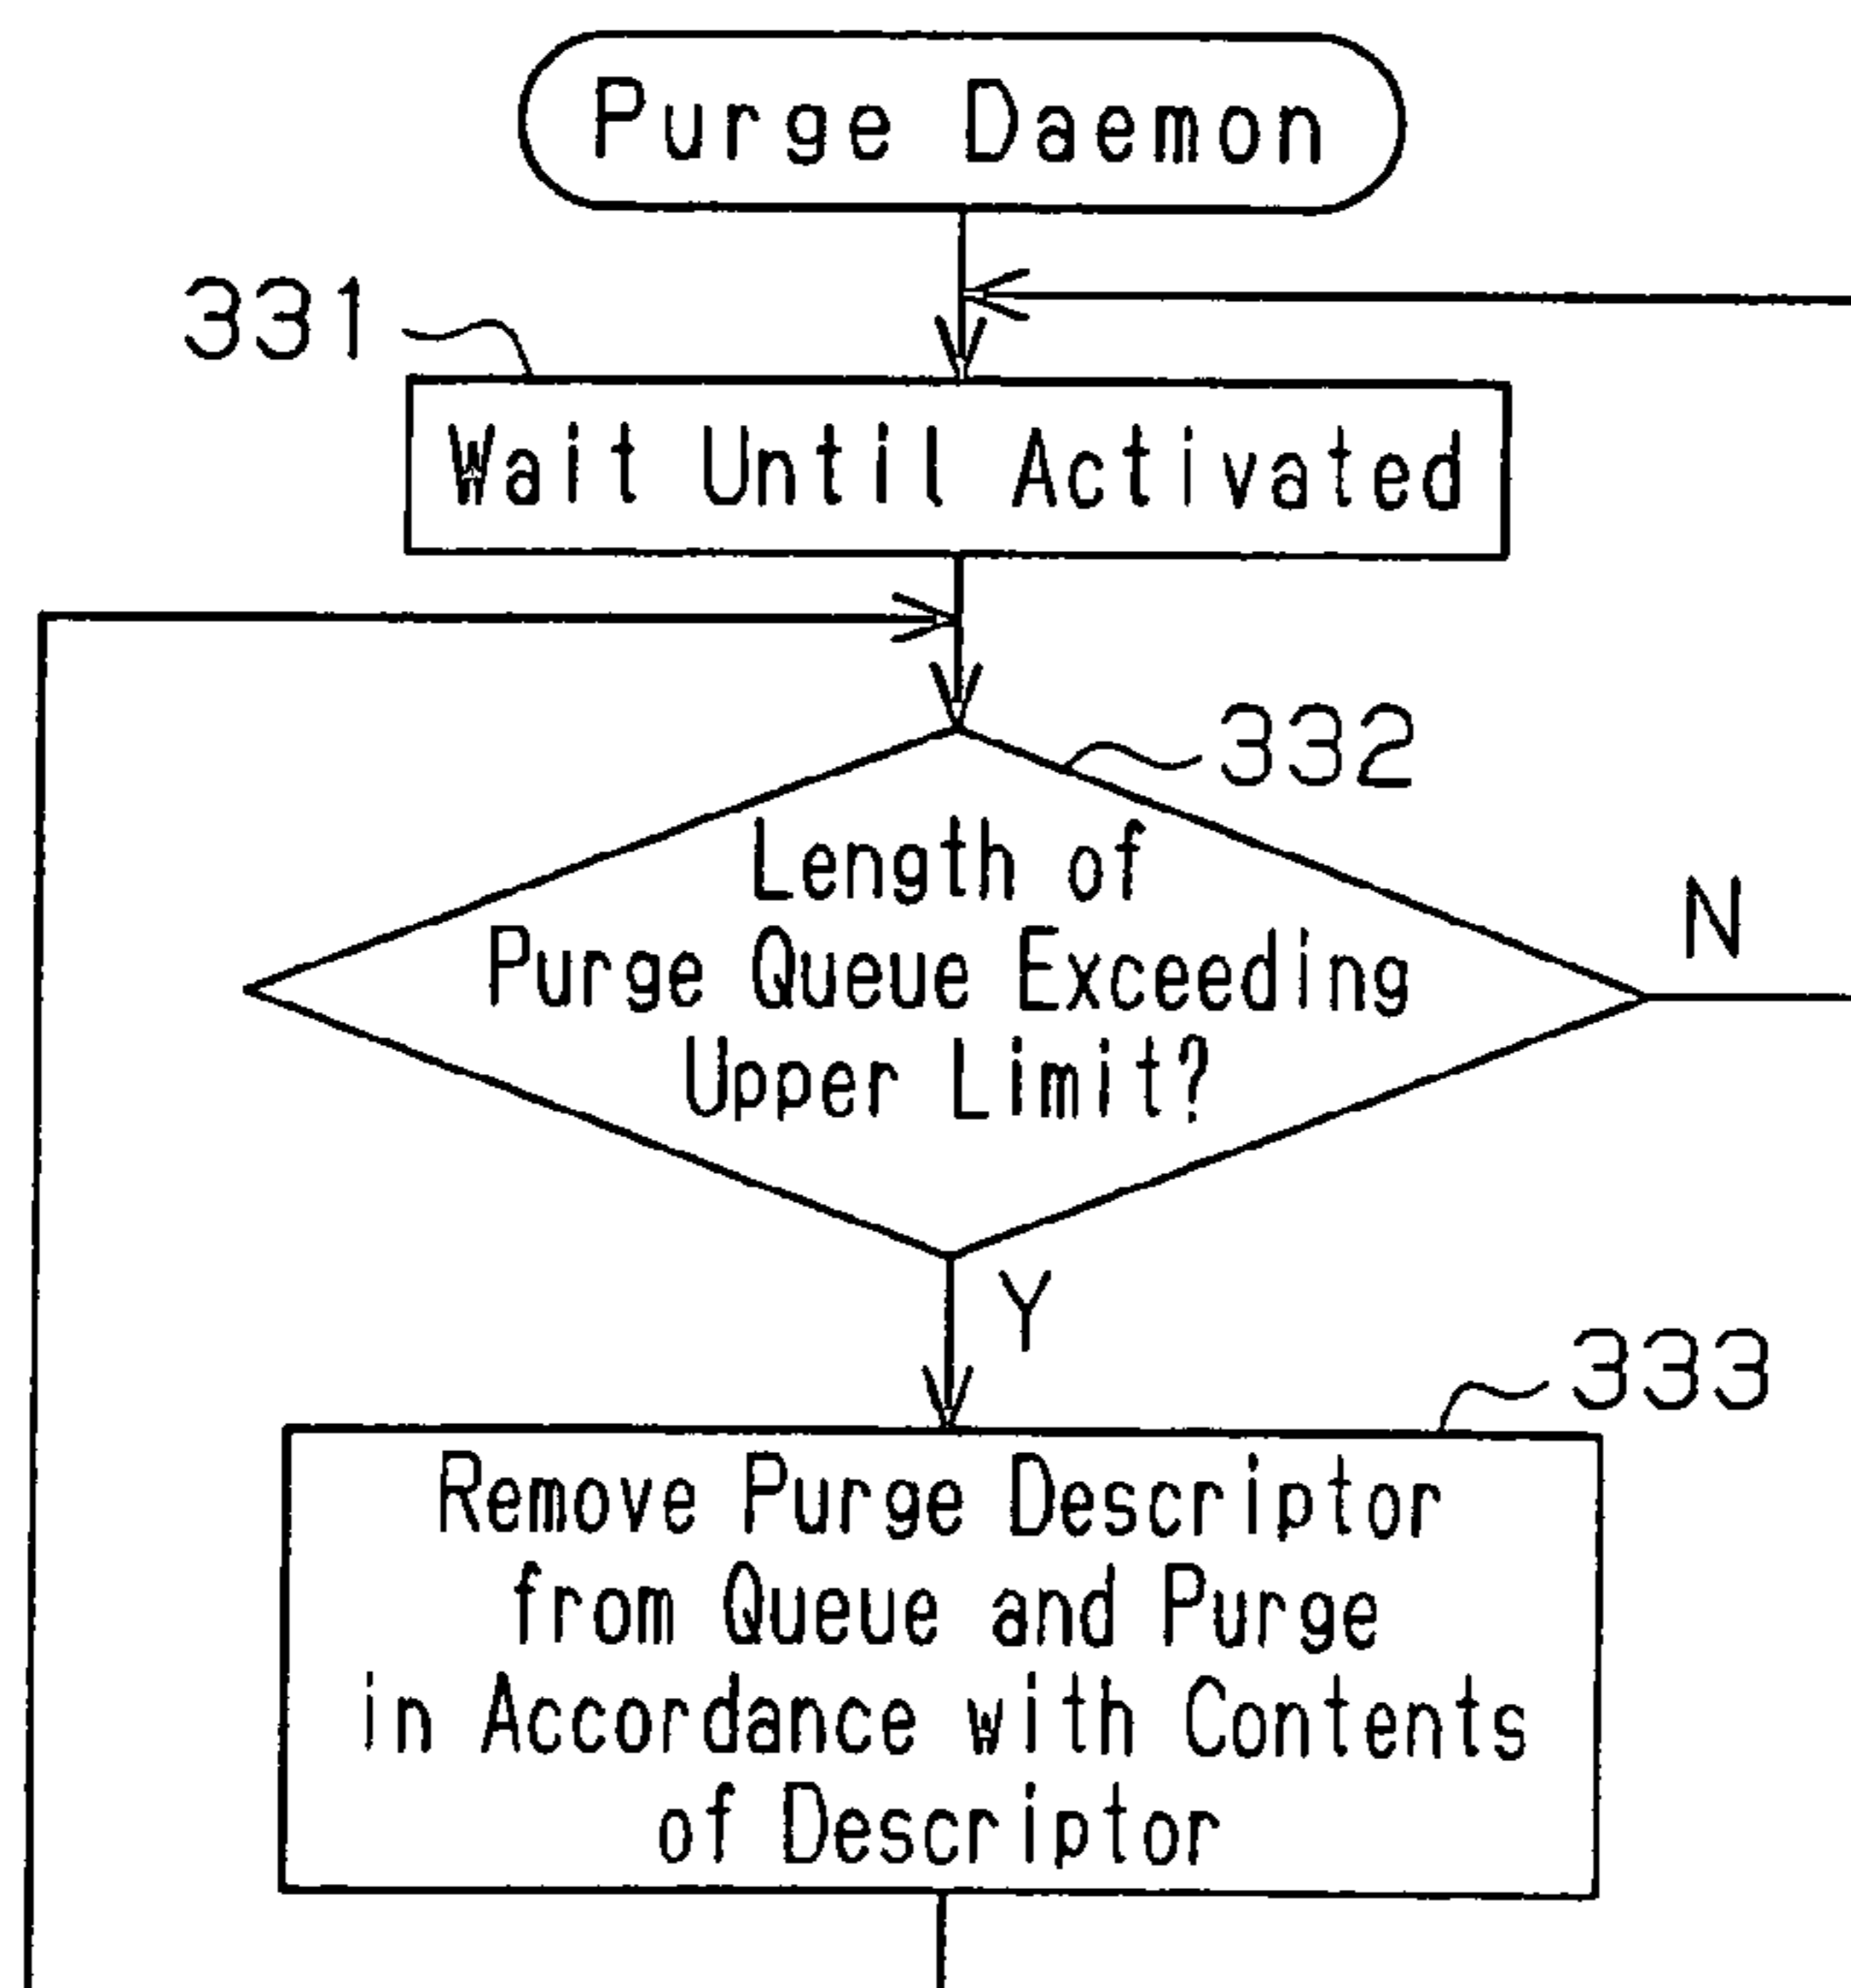 Purge Daemon
331
Wait Until Activated
332
Length of
Purge Queue Exceeding
Upper Limit?
N
Y
333
Remove Purge Descriptor
from Queue and Purge
in Accordance with Contents
of Descriptor